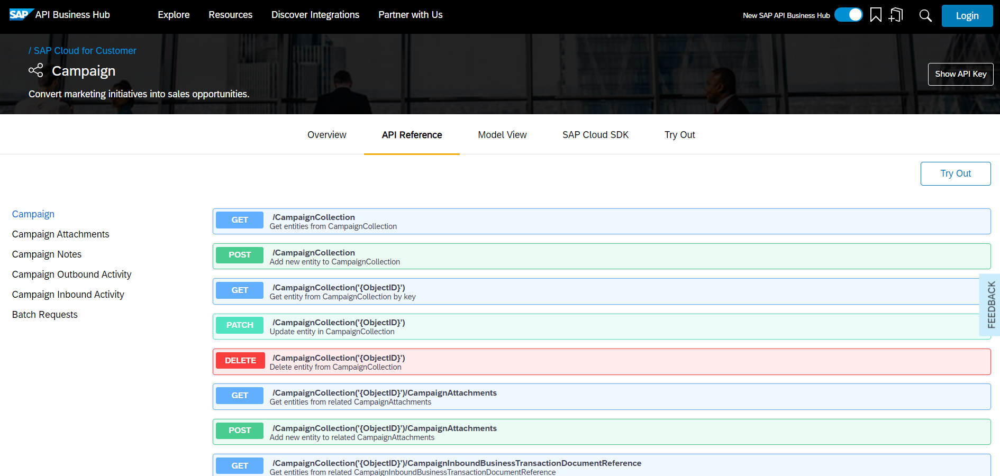 SAP API Business Hub Explore Resources Discover Integrations Partner with Us New SAP API Business Hub Login
/ SAP Cloud for Customer
Campaign
Show API Key
Convert marketing initiatives into sales opportunities.
Overview API Reference Model View SAP Cloud SDK Try Out
Try Out
Campaign
Campaign Attachments
Campaign Notes
Campaign Outbound Activity
Campaign Inbound Activity
Batch Requests
GET /CampaignCollection
Get entities from CampaignCollection
POST /CampaignCollection
Add new entity to CampaignCollection
GET /CampaignCollection('{ObjectID}')
Get entity from CampaignCollection by key
PATCH /CampaignCollection('{ObjectID}')
Update entity in CampaignCollection
DELETE /CampaignCollection('{ObjectID}')
Delete entity from CampaignCollection
GET /CampaignCollection('{ObjectID}')/CampaignAttachments
Get entities from related CampaignAttachments
POST /CampaignCollection('{ObjectID}')/CampaignAttachments
Add new entity to related CampaignAttachments
GET /CampaignCollection('{ObjectID}')/CampaignInboundBusinessTransactionDocumentReference
Get entities from related CampaignInboundBusinessTransactionDocumentReference
FEEDBACK